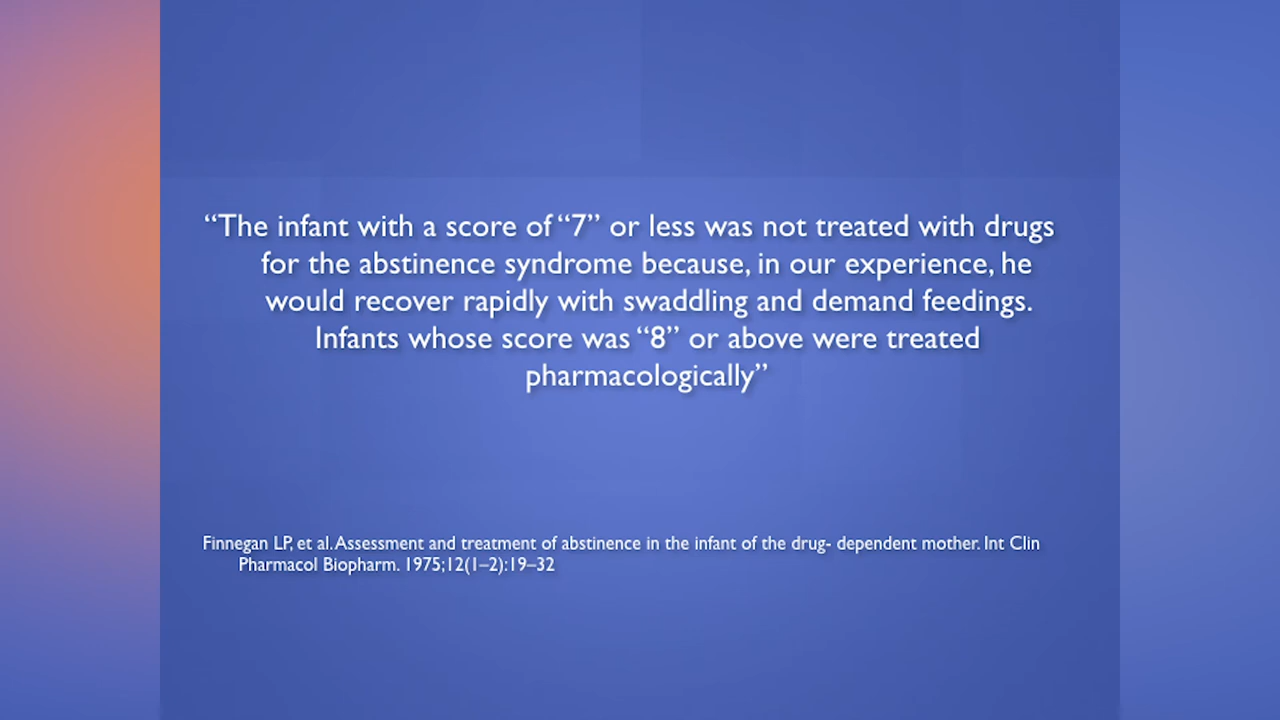 “The infant with a score of “7” or less was not treated with drugs
for the abstinence syndrome because, in our experience, he
would recover rapidly with swaddling and demand feedings.
Infants whose score was “8” or above were treated
pharmacologically”
Finnegan LP, et al. Assessment and treatment of abstinence in the infant of the drug- dependent mother. Int Clin
Pharmacol Biopharm. 1975;12(1–2):19–32